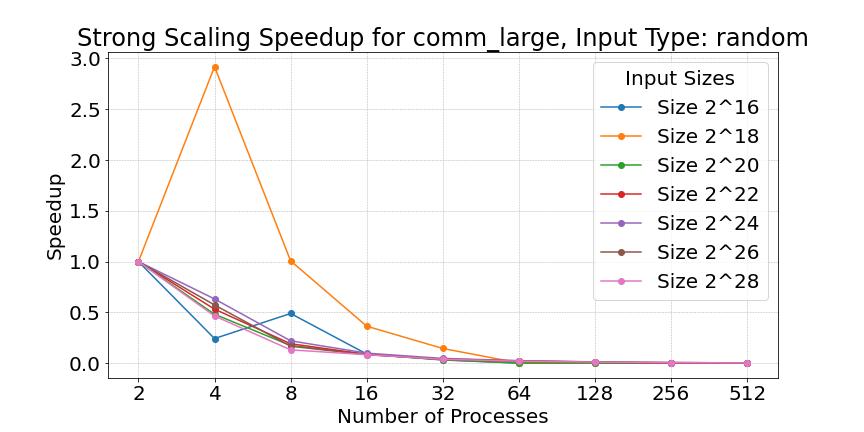 Strong Scaling Speedup for comm_large, Input Type: random
3.0
2.5
2.0
1.5
1.0
0.5
0.0
Speedup
Input Sizes
Size 2^16
Size 2^18
Size 2^20
Size 2^22
Size 2^24
Size 2^26
Size 2^28
2 4 8 16 32 64 128 256 512
Number of Processes